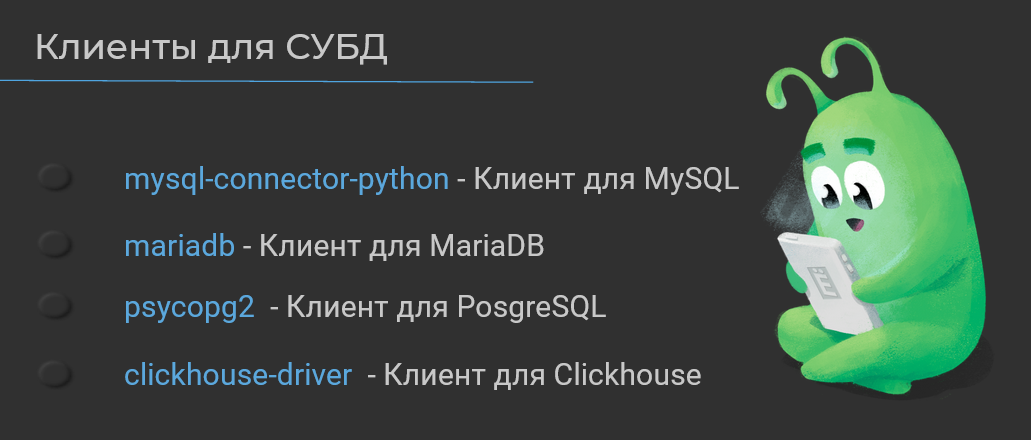 Клиенты для СУБД
mysql-connector-python - Клиент для MySQL
mariadb - Клиент для MariaDB
psycopg2 - Клиент для PosgreSQL
clickhouse-driver - Клиент для Clickhouse